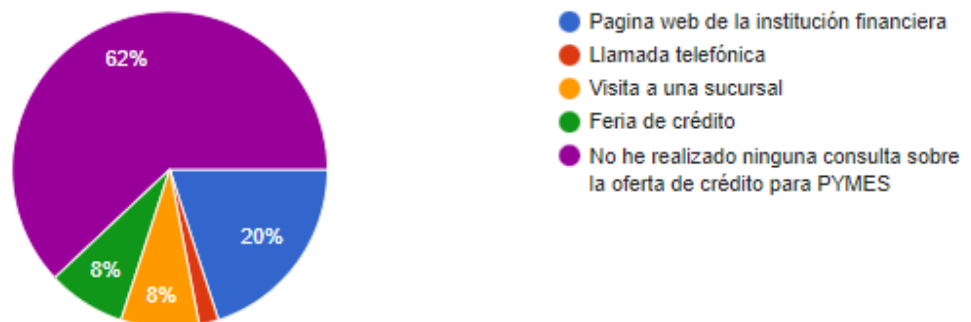 62%
20%
8%
8%
Pagina web de la institución financiera
Llamada telefónica
Visita a una sucursal
Feria de crédito
No he realizado ninguna consulta sobre
la oferta de crédito para PYMES